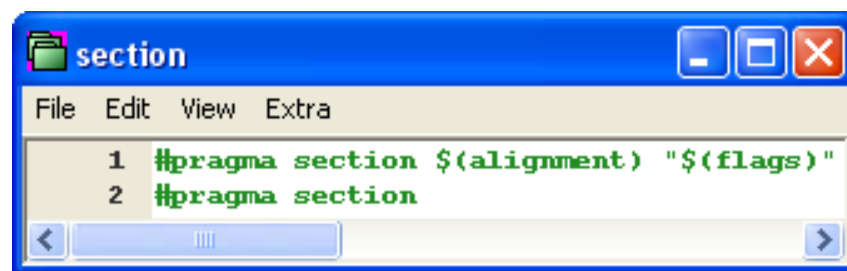 section
File Edit View Extra
1 #pragma section $(alignment) "$(flags)"
2 #pragma section